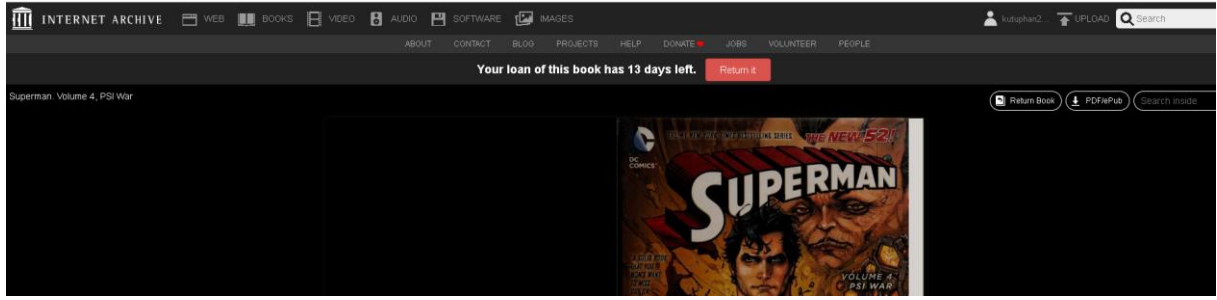 INTERNET ARCHIVE WEB BOOKS VIDEO AUDIO SOFTWARE IMAGES kutuphan2... UPLOAD Search
ABOUT CONTACT BLOG PROJECTS HELP DONATE JOBS VOLUNTEER PEOPLE
Your loan of this book has 13 days left. Return it
Superman. Volume 4, PSI War Return Book PDF/ePub Search inside
THE NEW 52!
DC
COMICS
SUPERMAN
VOLUME 4
PSI WAR